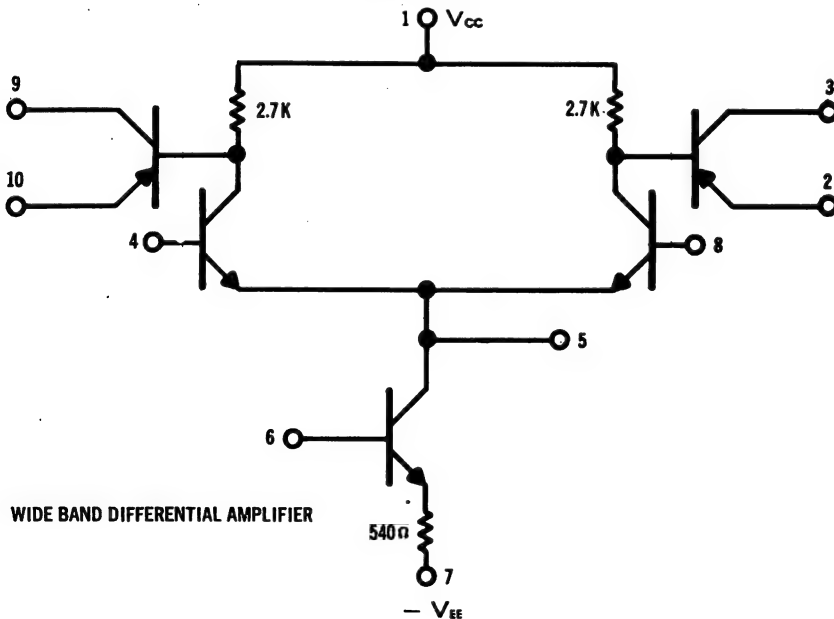 1 Vcc
9
3
2.7K
2.7K
10
2
4
8
5
6
WIDE BAND DIFFERENTIAL AMPLIFIER
540Ω
7
— VEE